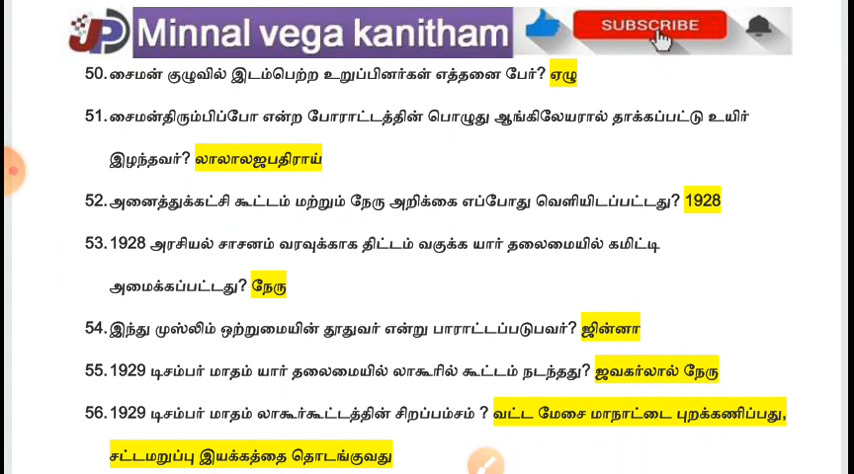 JP Minnal vega kanitham SUBSCRIBE
50.சைமன் குழுவில் இடம்பெற்ற உறுப்பினர்கள் எத்தனை பேர்? ஏழு
51.சைமன்திரும்பிப்போ என்ற போராட்டத்தின் பொழுது ஆங்கிலேயரால் தாக்கப்பட்டு உயிர்
இழந்தவர்? லாலாலஜபதிராய்
52.அனைத்துக்கட்சி கூட்டம் மற்றும் நேரு அறிக்கை எப்போது வெளியிடப்பட்டது? 1928
53.1928 அரசியல் சாசனம் வரவுக்காக திட்டம் வகுக்க யார் தலைமையில் கமிட்டி
அமைக்கப்பட்டது? நேரு
54.இந்து முஸ்லிம் ஒற்றுமையின் தூதுவர் என்று பாராட்டப்படுபவர்? ஜின்னா
55.1929 டிசம்பர் மாதம் யார் தலைமையில் லாகூரில் கூட்டம் நடந்தது? ஜவகர்லால் நேரு
56.1929 டிசம்பர் மாதம் லாகூர்கூட்டத்தின் சிறப்பம்சம் ? வட்ட மேசை மாநாட்டை புறக்கணிப்பது,
சட்டமறுப்பு இயக்கத்தை தொடங்குவது